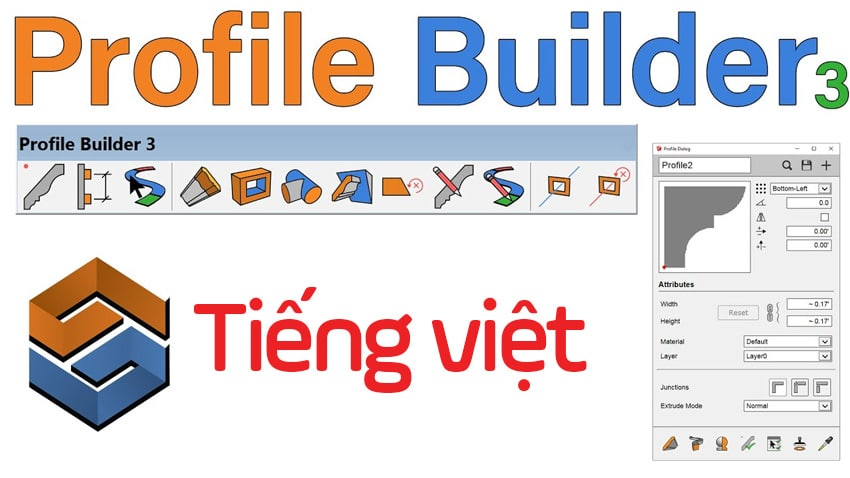 Profile Builder 3
Profile Builder 3
Tiếng việt
Profile Dialog
Profile2
Bottom-Left
0.0
0.00'
0.00'
Attributes
Width
~ 0.17'
Reset
Height
~ 0.17'
Material
Default
Layer
Layer0
Junctions
Extrude Mode
Normal